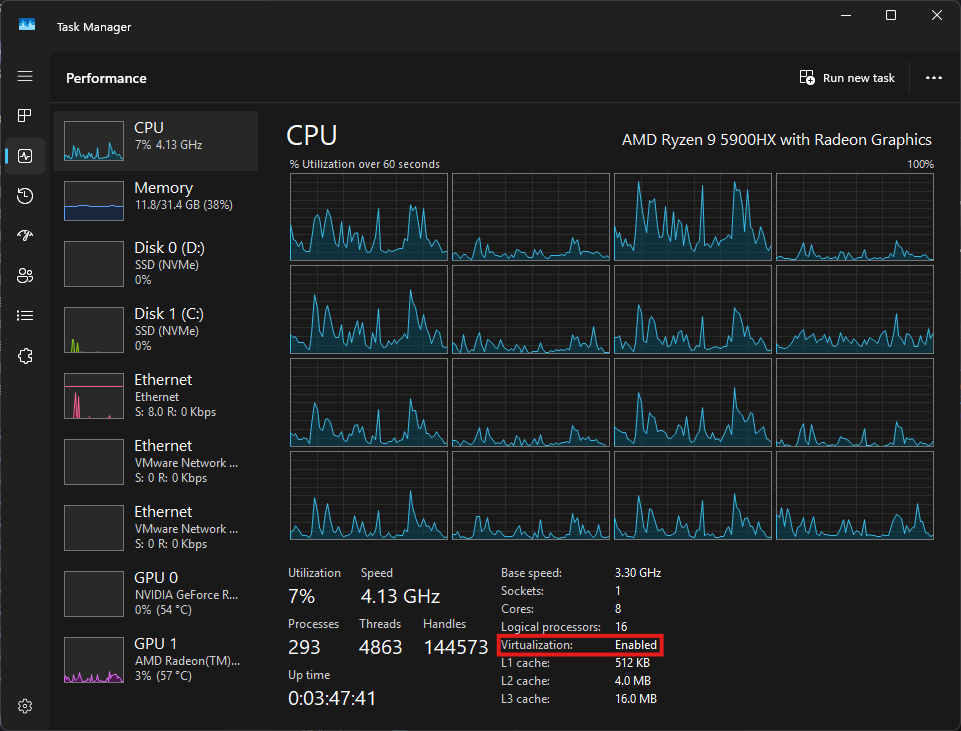 Task Manager
Performance
Run new task
CPU
7% 4.13 GHz
Memory
11.8/31.4 GB (38%)
Disk 0 (D:)
SSD (NVMe)
0%
Disk 1 (C:)
SSD (NVMe)
0%
Ethernet
Ethernet
S: 8.0 R: 0 Kbps
Ethernet
VMware Network ...
S: 0 R: 0 Kbps
Ethernet
VMware Network ...
S: 0 R: 0 Kbps
GPU 0
NVIDIA GeForce R...
0% (54 °C)
GPU 1
AMD Radeon(TM)...
3% (57 °C)
CPU
AMD Ryzen 9 5900HX with Radeon Graphics
% Utilization over 60 seconds
100%
Utilization Speed
7% 4.13 GHz
Processes Threads Handles
293 4863 144573
Up time
0:03:47:41
Base speed: 3.30 GHz
Sockets: 1
Cores: 8
Logical processors: 16
Virtualization: Enabled
L1 cache: 512 KB
L2 cache: 4.0 MB
L3 cache: 16.0 MB